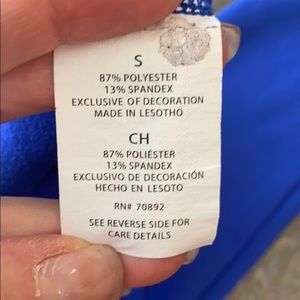 S
87% POLYESTER
13% SPANDEX
EXCLUSIVE OF DECORATION
MADE IN LESOTHO
CH
87% POLIÉSTER
13% SPANDEX
EXCLUSIVO DE DECORACIÓN
HECHO EN LESOTO
RN# 70892
SEE REVERSE SIDE FOR
CARE DETAILS